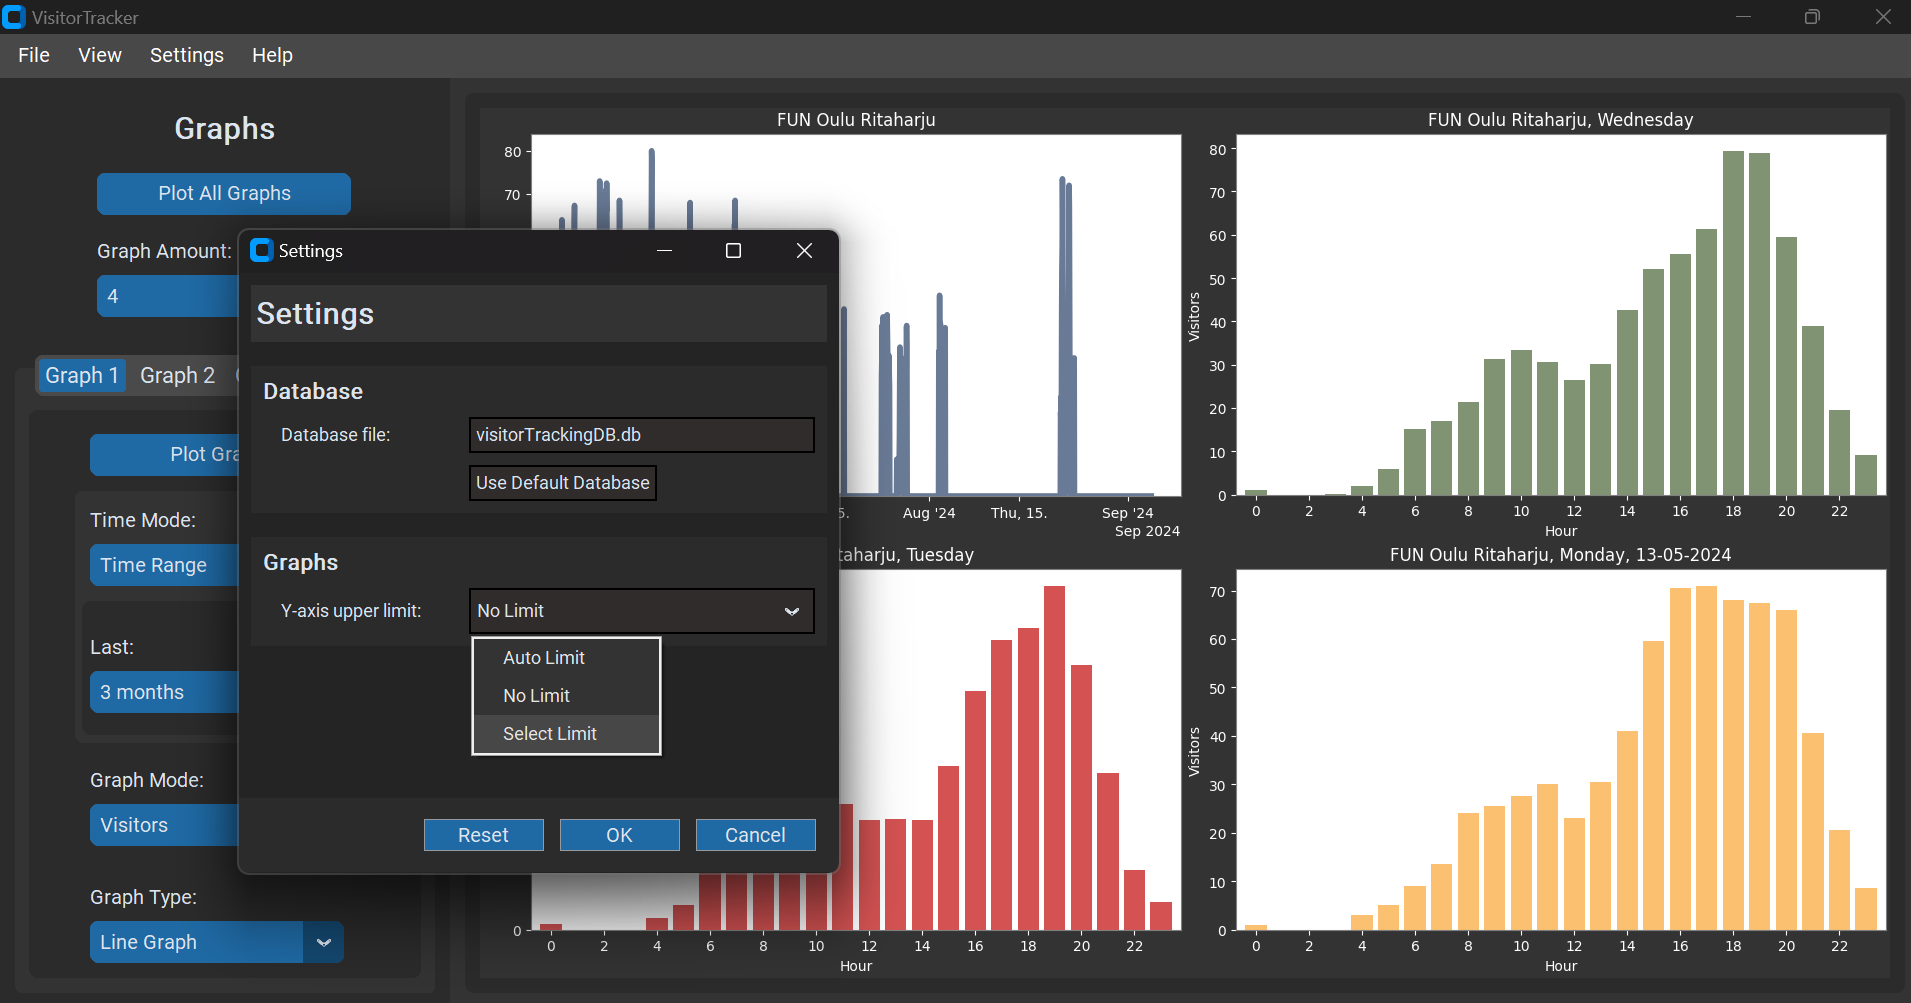 VisitorTracker
File View Settings Help
Graphs
Plot All Graphs
Graph Amount:
4
Graph 1 Graph 2
Plot Gra
Time Mode:
Time Range
Last:
3 months
Graph Mode:
Visitors
Graph Type:
Line Graph
Settings
Settings
Database
Database file:
visitorTrackingDB.db
Use Default Database
Graphs
Y-axis upper limit:
No Limit
Auto Limit
No Limit
Select Limit
Reset OK Cancel
FUN Oulu Ritaharju
80
70
5. Aug '24 Thu, 15. Sep '24
Sep 2024
FUN Oulu Ritaharju, Wednesday
80
70
60
50
40
30
20
10
0
Visitors
0 2 4 6 8 10 12 14 16 18 20 22
Hour
taharju, Tuesday
0
0 2 4 6 8 10 12 14 16 18 20 22
Hour
FUN Oulu Ritaharju, Monday, 13-05-2024
70
60
50
40
30
20
10
0
Visitors
0 2 4 6 8 10 12 14 16 18 20 22
Hour